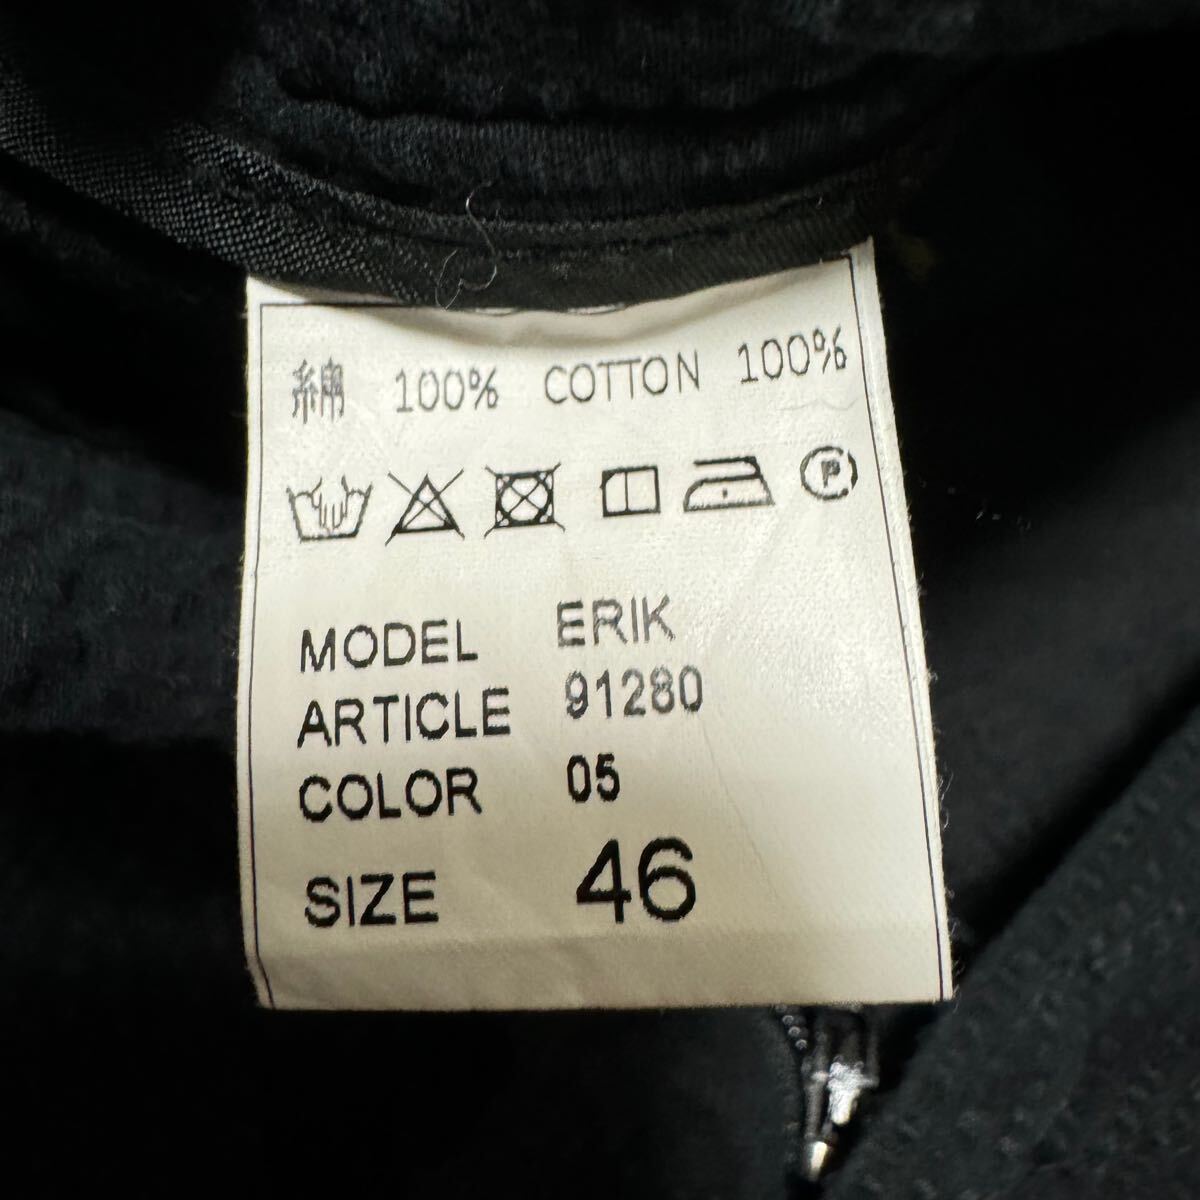 綿 100% COTTON 100%
P
MODEL ERIK
ARTICLE 91280
COLOR 05
SIZE 46